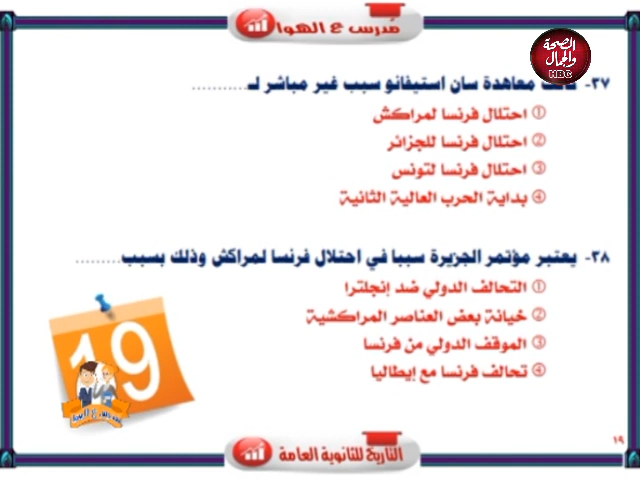 مُدرس ع الهوا
الصحة
والجمال
HBC
٣٧- معاهدة سان استيفانو سبب غير مباشر لـ...........
① احتلال فرنسا لمراكش
② احتلال فرنسا للجزائر
③ احتلال فرنسا لتونس
④ بداية الحرب العالية الثانية
٣٨- يعتبر مؤتمر الجزيرة سببا في احتلال فرنسا لمراكش وذلك بسبب.........
① التحالف الدولي ضد إنجلترا
② خيانة بعض العناصر المراكشية
③ الموقف الدولي من فرنسا
④ تحالف فرنسا مع إيطاليا
19
١٩
التاريخ للثانوية العامة